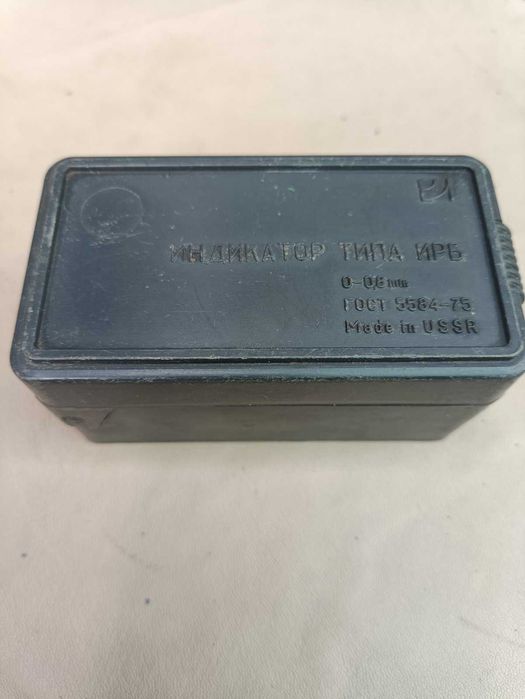 ИНДИКАТОР ТИПА ИРБ
0-0,8 mm
ГОСТ 5584-75
Made in USSR